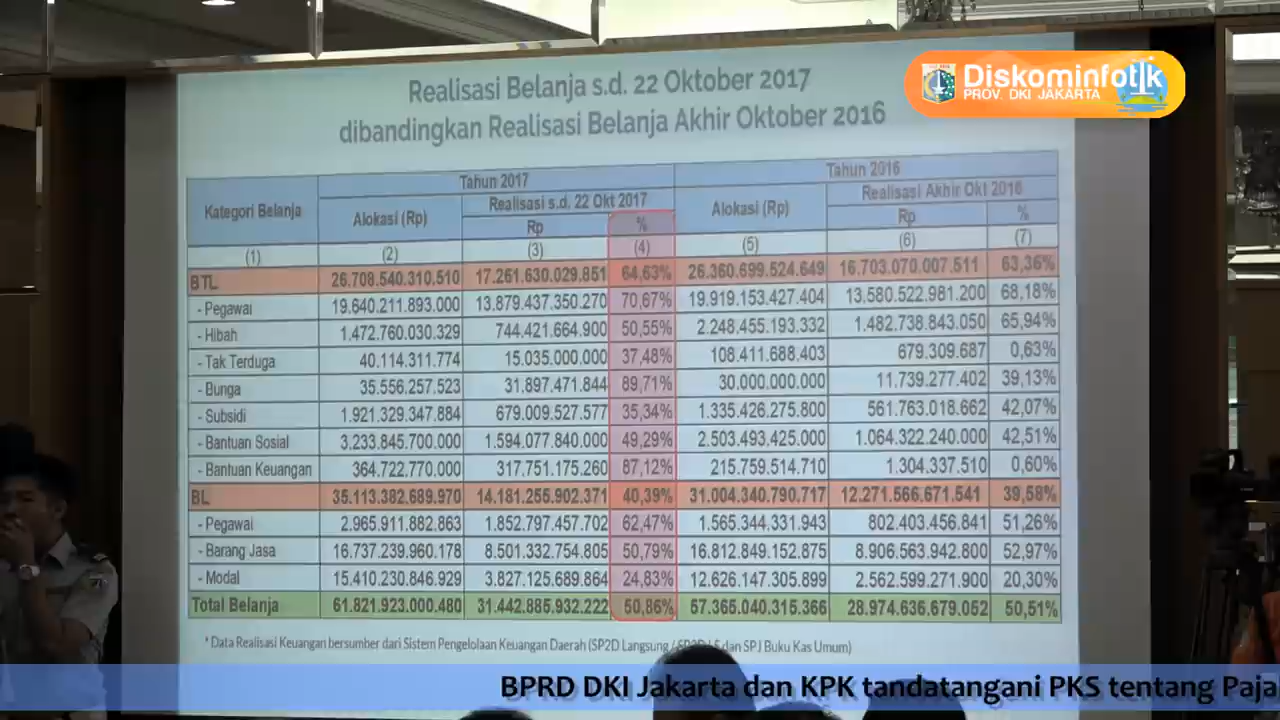 Diskominfotik
PROV. DKI JAKARTA
Realisasi Belanja s.d. 22 Oktober 2017
dibandingkan Realisasi Belanja Akhir Oktober 2016
Kategori Belanja Tahun 2017 Tahun 2016
Alokasi (Rp) Realisasi s.d. 22 Okt 2017 Alokasi (Rp) Realisasi Akhir Okt 2016
Rp % Rp %
(1) (2) (3) (4) (5) (6) (7)
BTL 26.708.540.310.510 17.261.630.029.851 64,63% 26.360.699.524.649 16.703.070.007.511 63,36%
- Pegawai 19.640.211.893.000 13.879.437.350.270 70,67% 19.919.153.427.404 13.580.522.981.200 68,18%
- Hibah 1.472.760.030.329 744.421.664.900 50,55% 2.248.455.193.332 1.482.738.843.050 65,94%
- Tak Terduga 40.114.311.774 15.035.000.000 37,48% 108.411.688.403 679.309.687 0,63%
- Bunga 35.556.257.523 31.897.471.844 89,71% 30.000.000.000 11.739.277.402 39,13%
- Subsidi 1.921.329.347.884 679.009.527.577 35,34% 1.335.426.275.800 561.763.018.662 42,07%
- Bantuan Sosial 3.233.845.700.000 1.594.077.840.000 49,29% 2.503.493.425.000 1.064.322.240.000 42,51%
- Bantuan Keuangan 364.722.770.000 317.751.175.260 87,12% 215.759.514.710 1.304.337.510 0,60%
BL 35.113.382.689.970 14.181.255.902.371 40,39% 31.004.340.790.717 12.271.566.671.541 39,58%
- Pegawai 2.965.911.882.863 1.852.797.457.702 62,47% 1.565.344.331.943 802.403.456.841 51,26%
- Barang Jasa 16.737.239.960.178 8.501.332.754.805 50,79% 16.812.849.152.875 8.906.563.942.800 52,97%
- Modal 15.410.230.846.929 3.827.125.689.864 24,83% 12.626.147.305.899 2.562.599.271.900 20,30%
Total Belanja 61.821.923.000.480 31.442.885.932.222 50,86% 57.365.040.315.366 28.974.636.679.052 50,51%
* Data Realisasi Keuangan bersumber dari Sistem Pengelolaan Keuangan Daerah (SP2D Langsung / dan SPJ Buku Kas Umum)
BPRD DKI Jakarta dan KPK tandatangani PKS tentang Paja